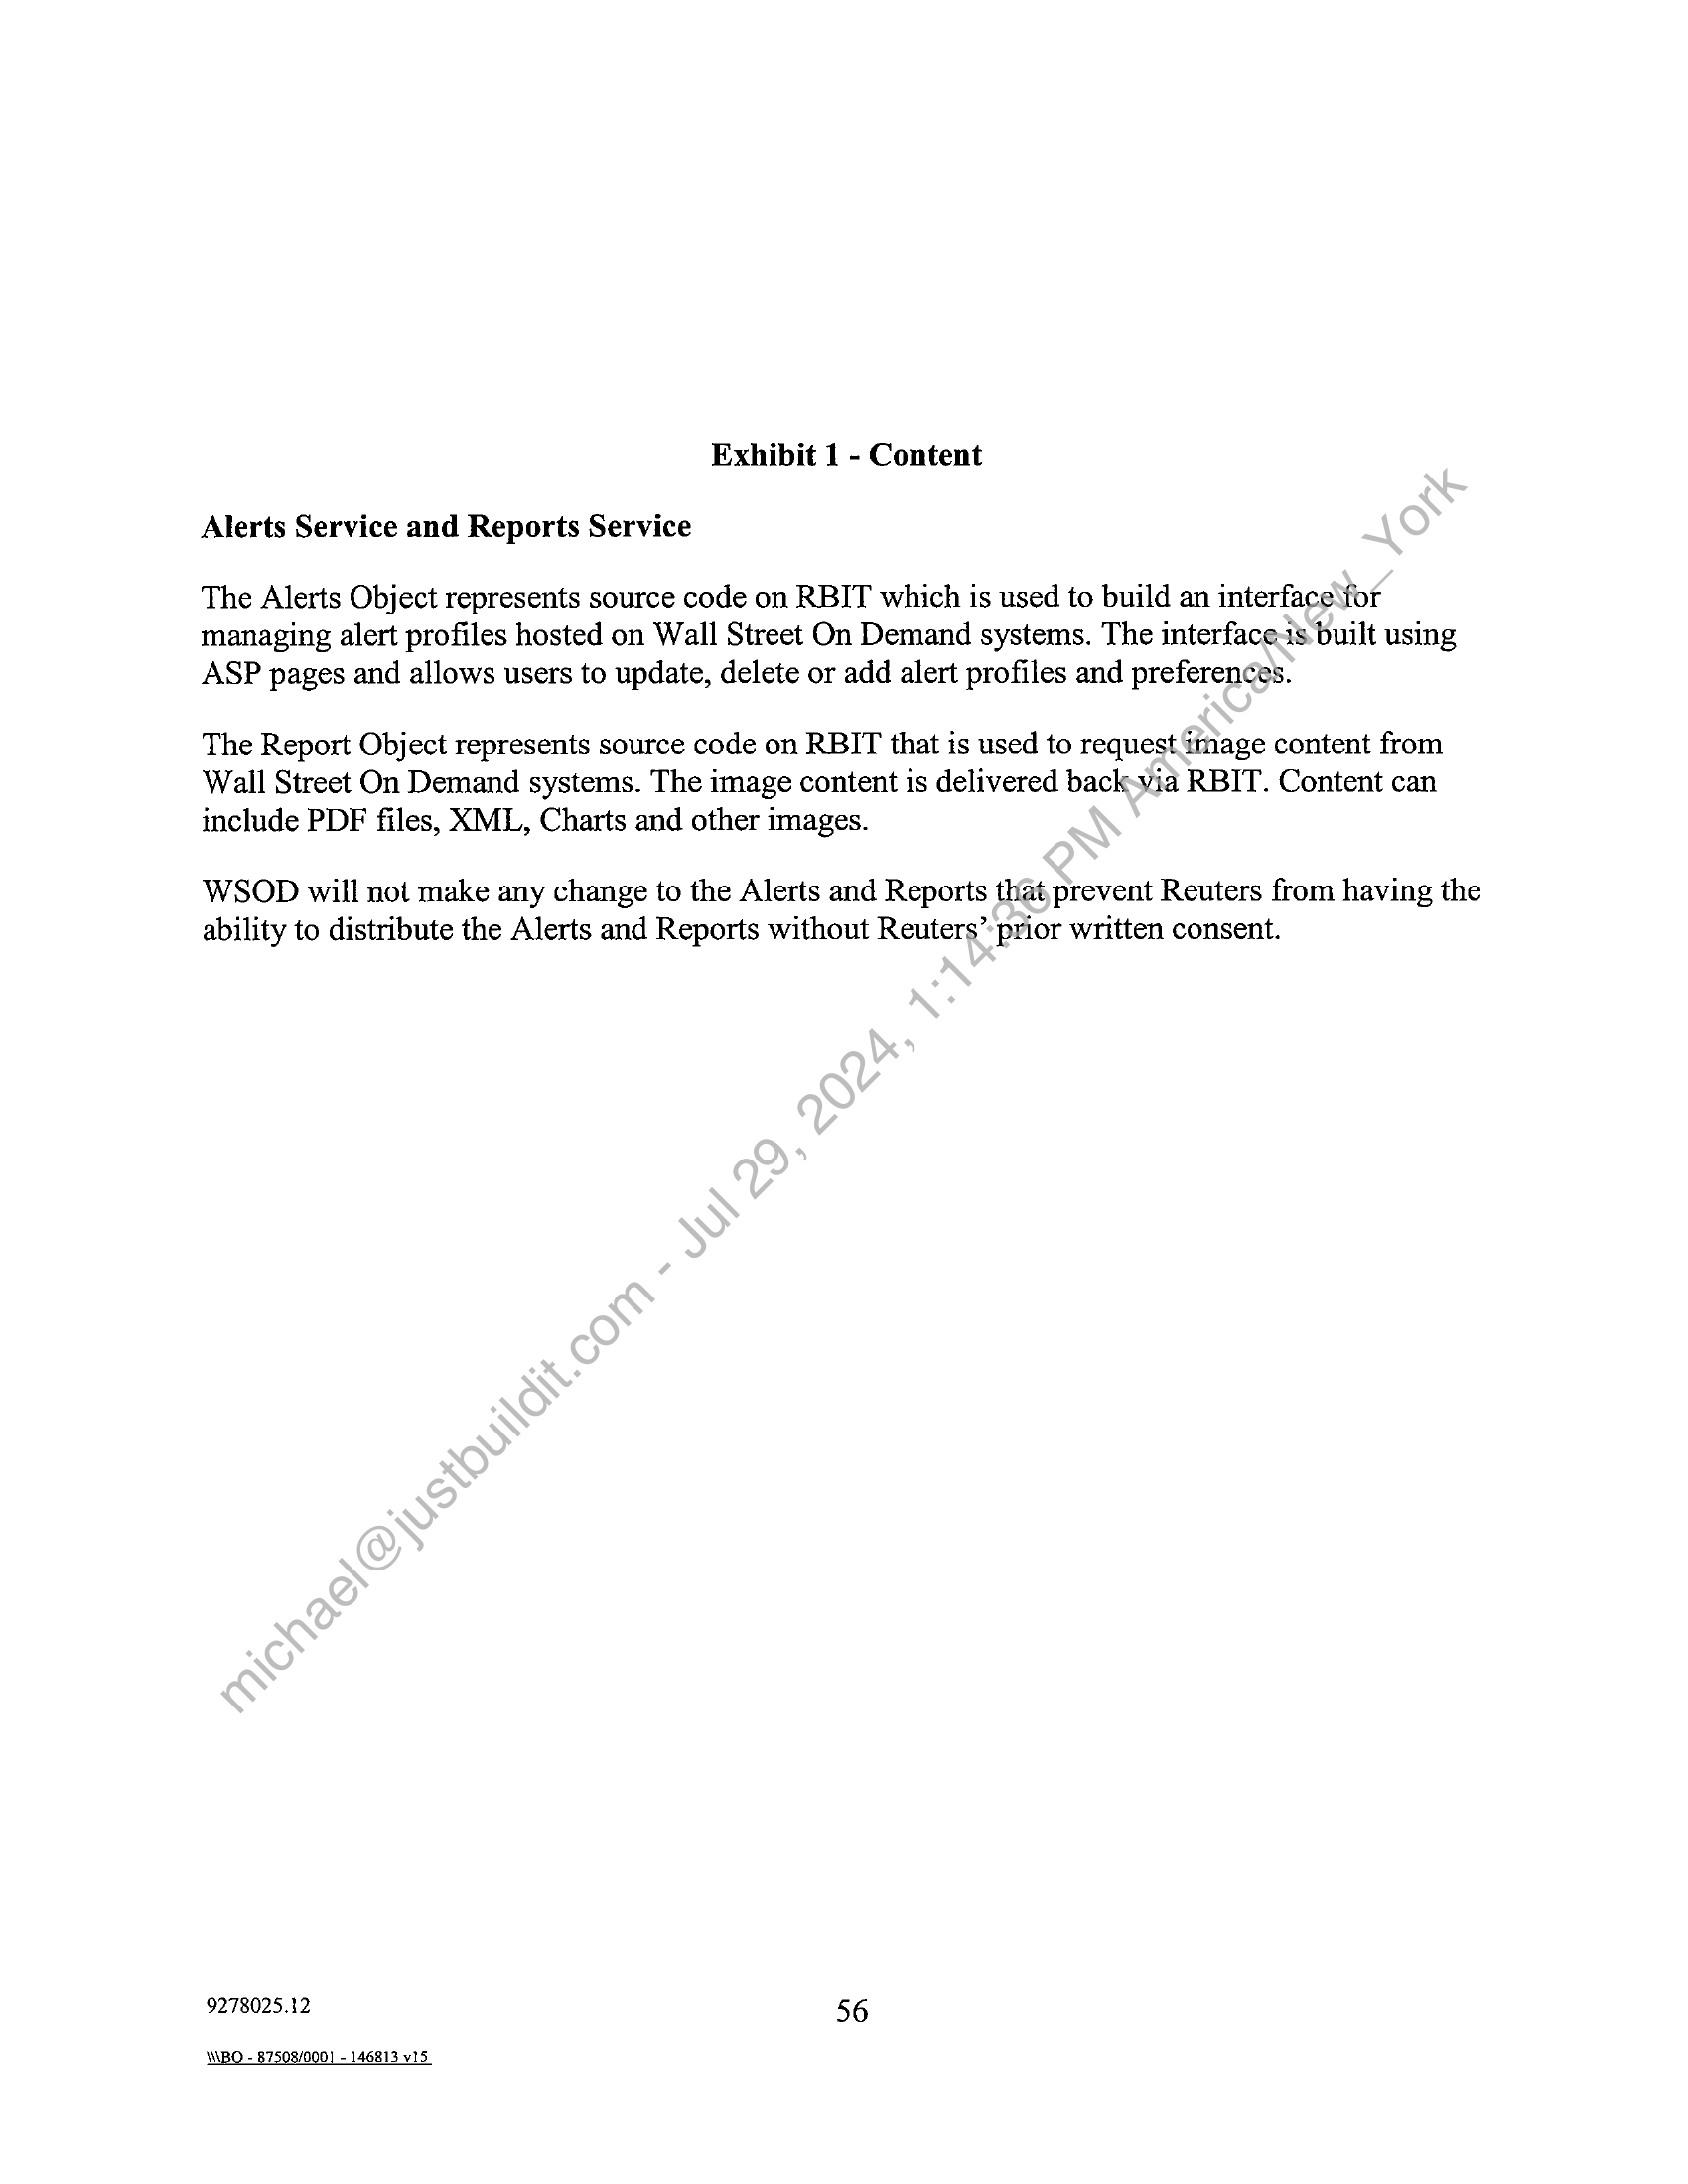 Exhibit 1 - Content
Alerts Service and Reports Service
The Alerts Object represents source code on RBIT which is used to build an interface for
managing alert profiles hosted on Wall Street On Demand systems. The interface is built using
ASP pages and allows users to update, delete or add alert profiles and preferences.
The Report Object represents source code on RBIT that is used to request image content from
Wall Street On Demand systems. The image content is delivered back via RBIT. Content can
include PDF files, XML, Charts and other images.
WSOD will not make any change to the Alerts and Reports that prevent Reuters from having the
ability to distribute the Alerts and Reports without Reuters’ prior written consent.
michael@justbuildit.com - Jul 29, 2024, 1:14:36 PM America/New_York
9278025.12
56
\\\BO - 87508/0001 - 146813 v15